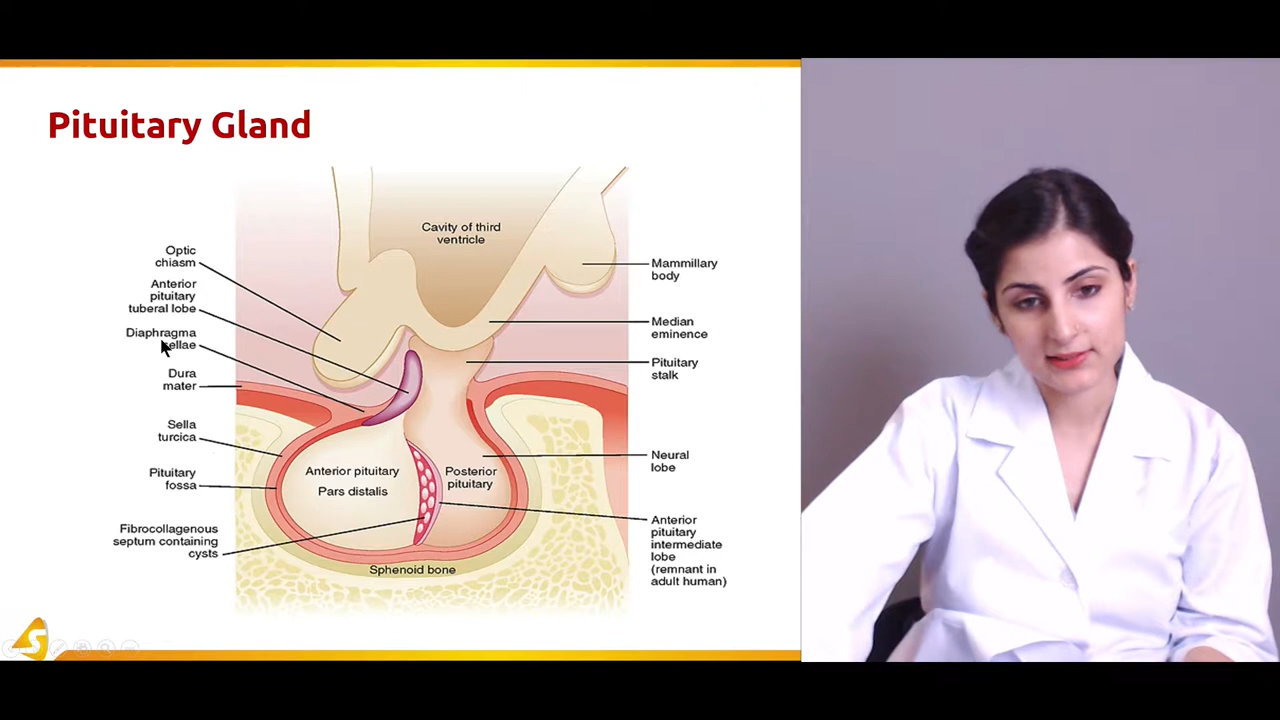 Pituitary Gland
Cavity of third
ventricle
Optic
chiasm
Anterior
pituitary
tuberal lobe
Diaphragma
sellae
Dura
mater
Sella
turcica
Pituitary
fossa
Fibrocollagenous
septum containing
cysts
Anterior pituitary
Pars distalis
Posterior
pituitary
Sphenoid bone
Mammillary
body
Median
eminence
Pituitary
stalk
Neural
lobe
Anterior
pituitary
intermediate
lobe
(remnant in
adult human)
S